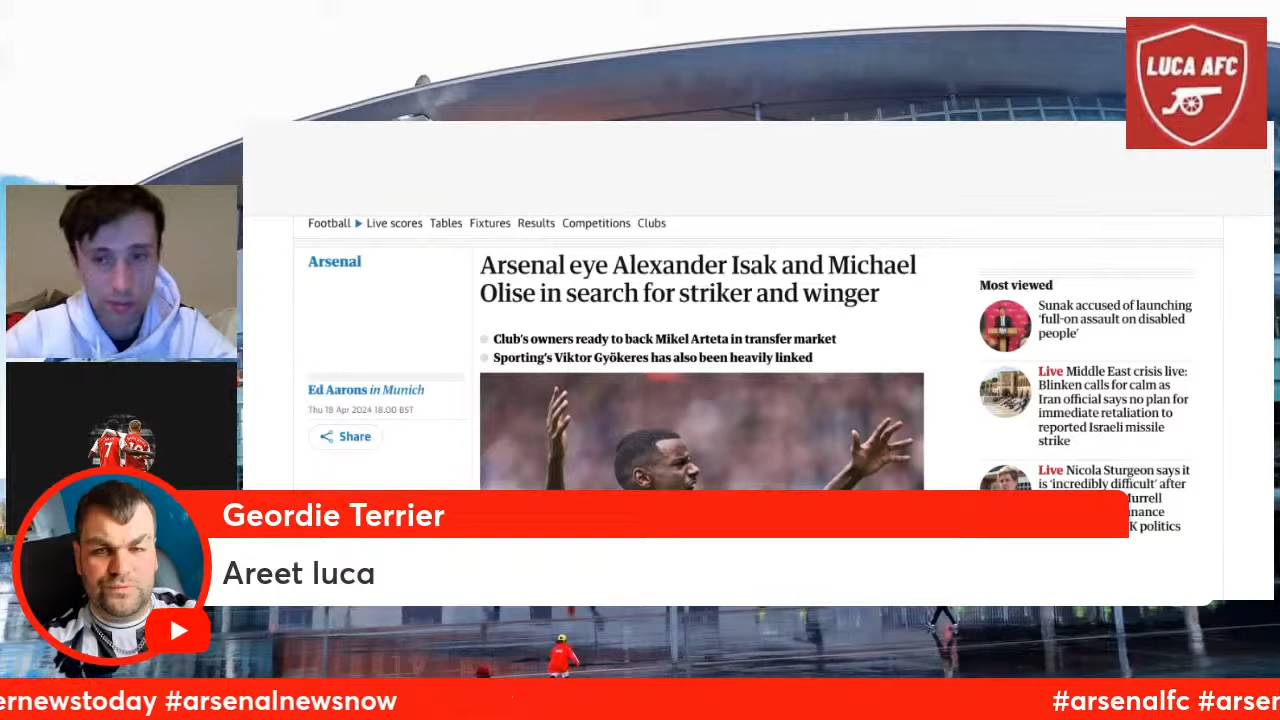 LUCA AFC
Football Live scores Tables Fixtures Results Competitions Clubs
Arsenal
Arsenal eye Alexander Isak and Michael
Olise in search for striker and winger
Club's owners ready to back Mikel Arteta in transfer market
Sporting's Viktor Gyökeres has also been heavily linked
Ed Aarons in Munich
Thu 18 Apr 2024 18.00 BST
Share
Most viewed
Sunak accused of launching
'full-on assault on disabled
people'
Live Middle East crisis live:
Blinken calls for calm as
Iran official says no plan for
immediate retaliation to
reported Israeli missile
strike
Live Nicola Sturgeon says it
is 'incredibly difficult' after
Murrell
inance
K politics
7
Geordie Terrier
Areet luca
ernewstoday #arsenalnewsnow
#arsenalfc #arser